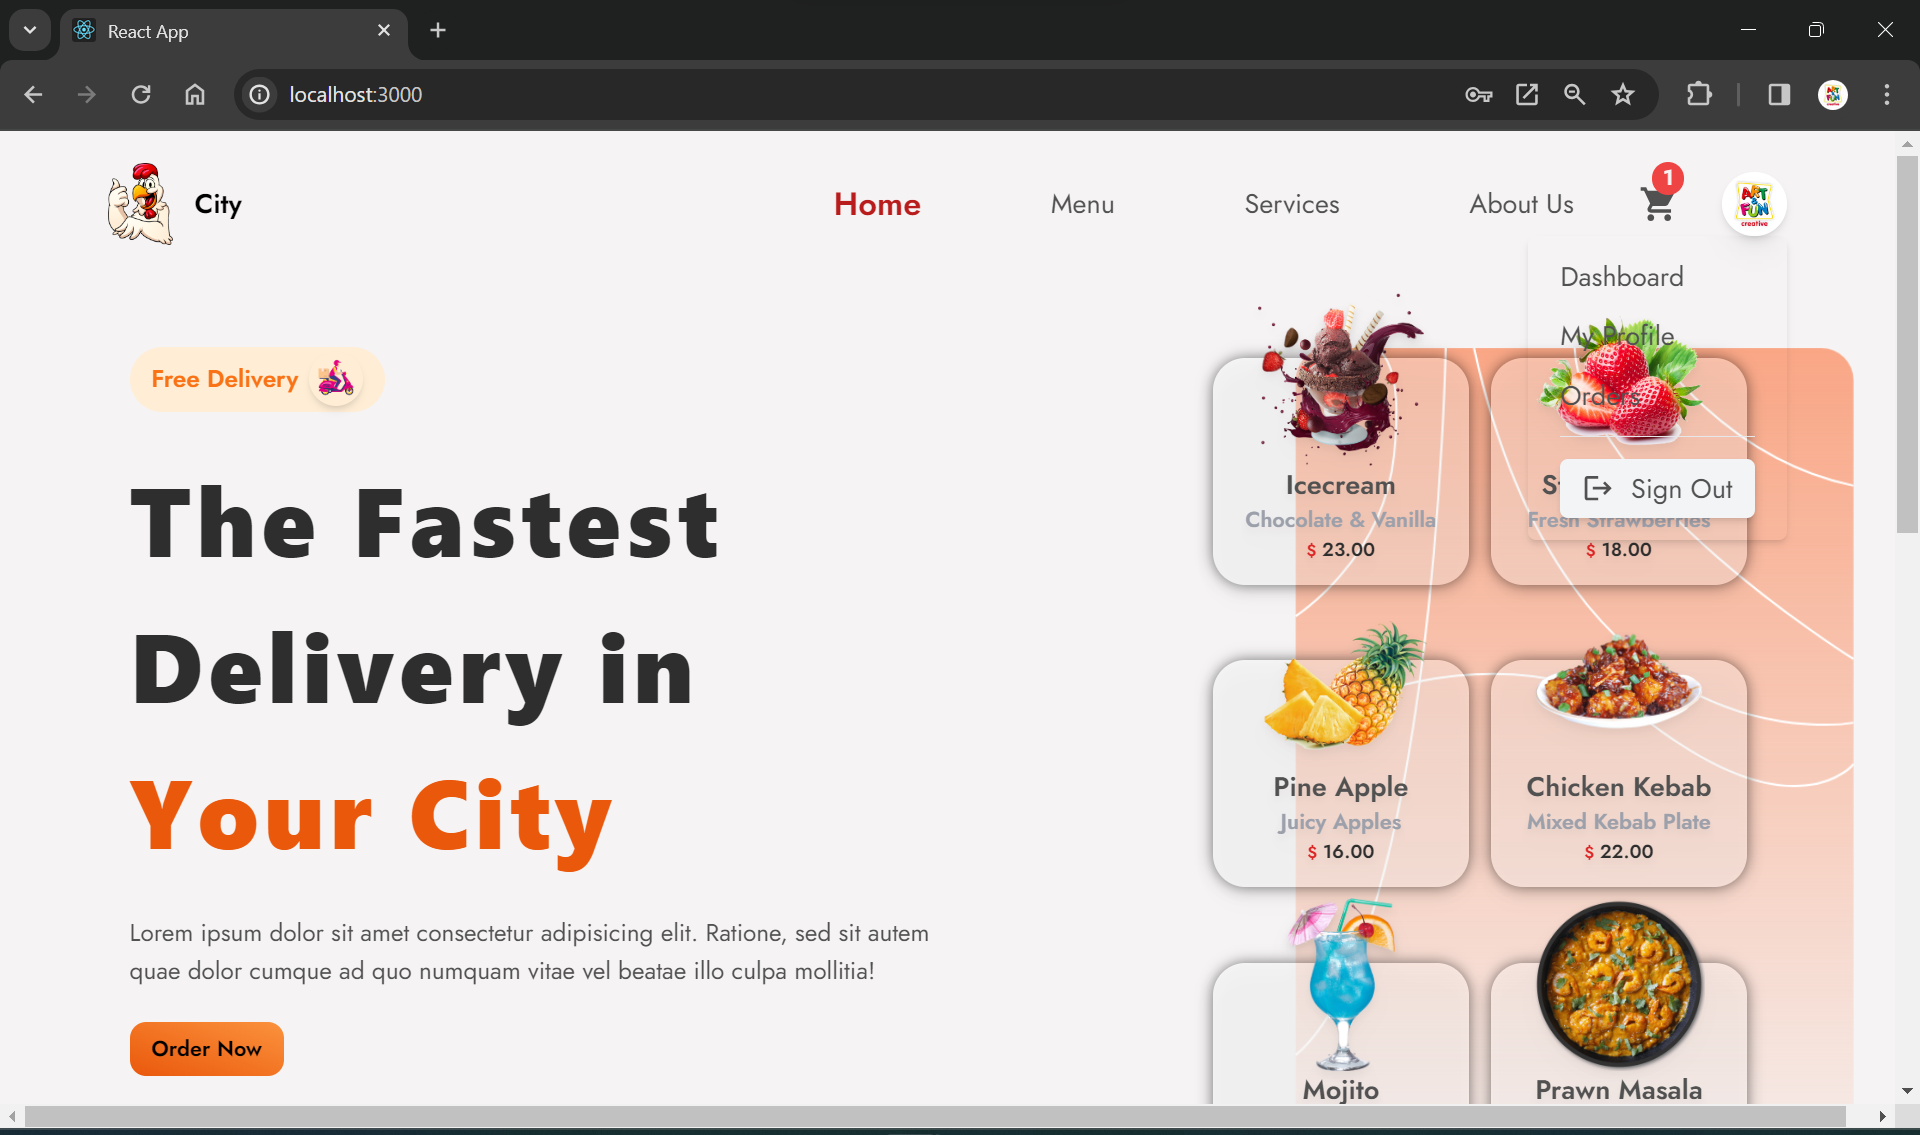 React App
localhost:3000
City
Home
Menu
Services
About Us
1
ART
&
FUN
creative
Dashboard
My Profile
Orders
Sign Out
Free Delivery
The Fastest
Delivery in
Your City
Lorem ipsum dolor sit amet consectetur adipisicing elit. Ratione, sed sit autem
quae dolor cumque ad quo numquam vitae vel beatae illo culpa mollitia!
Order Now
Icecream
Chocolate & Vanilla
$ 23.00
Fresh Strawberries
$ 18.00
Pine Apple
Juicy Apples
$ 16.00
Chicken Kebab
Mixed Kebab Plate
$ 22.00
Mojito
Prawn Masala